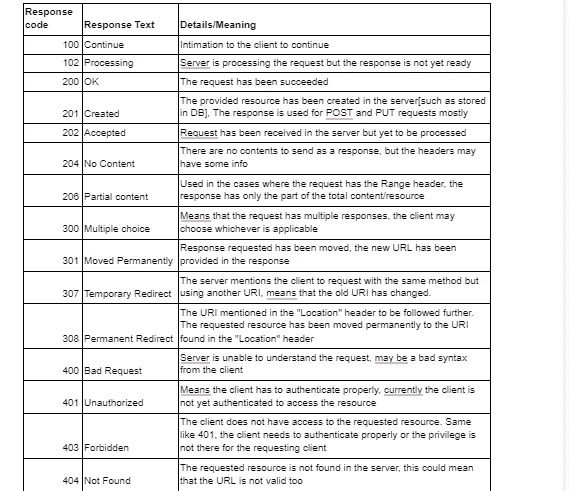 Response
code Response Text Details/Meaning
100 Continue Intimation to the client to continue
102 Processing Server is processing the request but the response is not yet ready
200 OK The request has been succeeded
The provided resource has been created in the server[such as stored
201 Created in DB], The response is used for POST and PUT requests mostly
202 Accepted Request has been received in the server but yet to be processed
There are no contents to send as a response, but the headers may
204 No Content have some info
Used in the cases where the request has the Range header, the
206 Partial content response has only the part of the total content/resource
Means that the request has multiple responses, the client may
300 Multiple choice choose whichever is applicable
Response requested has been moved, the new URL has been
301 Moved Permanently provided in the response
The server mentions the client to request with the same method but
307 Temporary Redirect using another URI, means that the old URI has changed.
The URI mentioned in the "Location" header to be followed further.
The requested resource has been moved permanently to the URI
308 Permanent Redirect found in the "Location" header
Server is unable to understand the request, may be a bad syntax
400 Bad Request from the client
Means the client has to authenticate properly, currently the client is
401 Unauthorized not yet authenticated to access the resource
The client does not have access to the requested resource. Same
like 401, the client needs to authenticate properly or the privilege is
403 Forbidden not there for the requesting client
The requested resource is not found in the server, this could mean
404 Not Found that the URL is not valid too